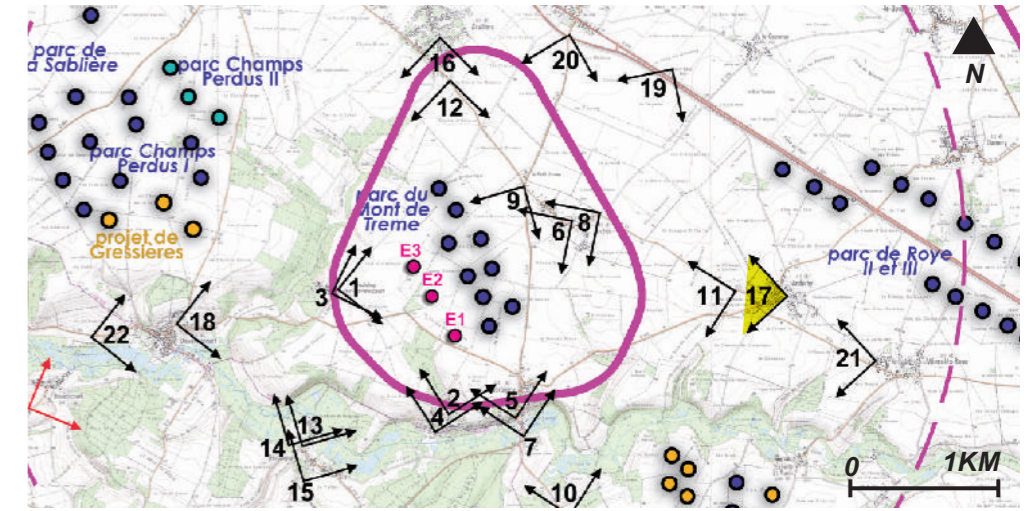 parc de
a Sablière
parc Champs
Perdus II
parc Champs
Perdus I
projet de
Gressières
parc du
Mont de
Treme
parc de Roye
II et III
E3
E2
E1
16
12
20
19
9
6
8
3
1
11
17
22
18
21
2
4
5
7
13
14
15
10
N
0
1KM